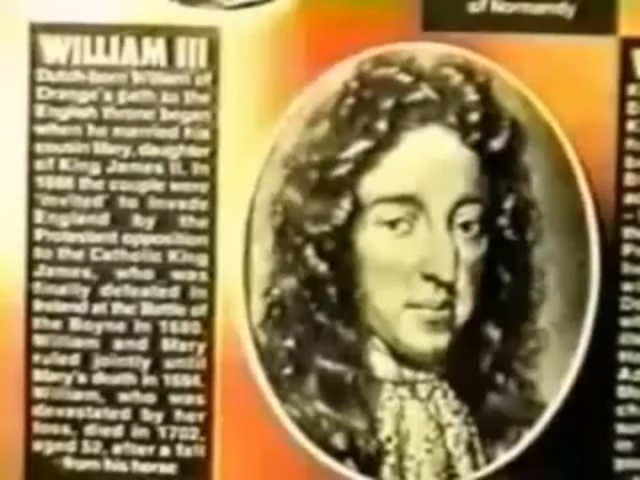 of Normandy
WILLIAM III
Dutch-born William of
Orange's path to the
English throne began
when he married his
cousin Mary, daughter
of King James II. In
the couple were
'invited' to invade
England by the
Protestant opposition
to the Catholic King
James, who was
finally defeated in
Ireland at the Battle of
the Boyne in
William and Mary
ruled jointly until
Mary's death in
William, who was
devastated by her
loss, died in 1702,
aged 52, after a fall
from his horse